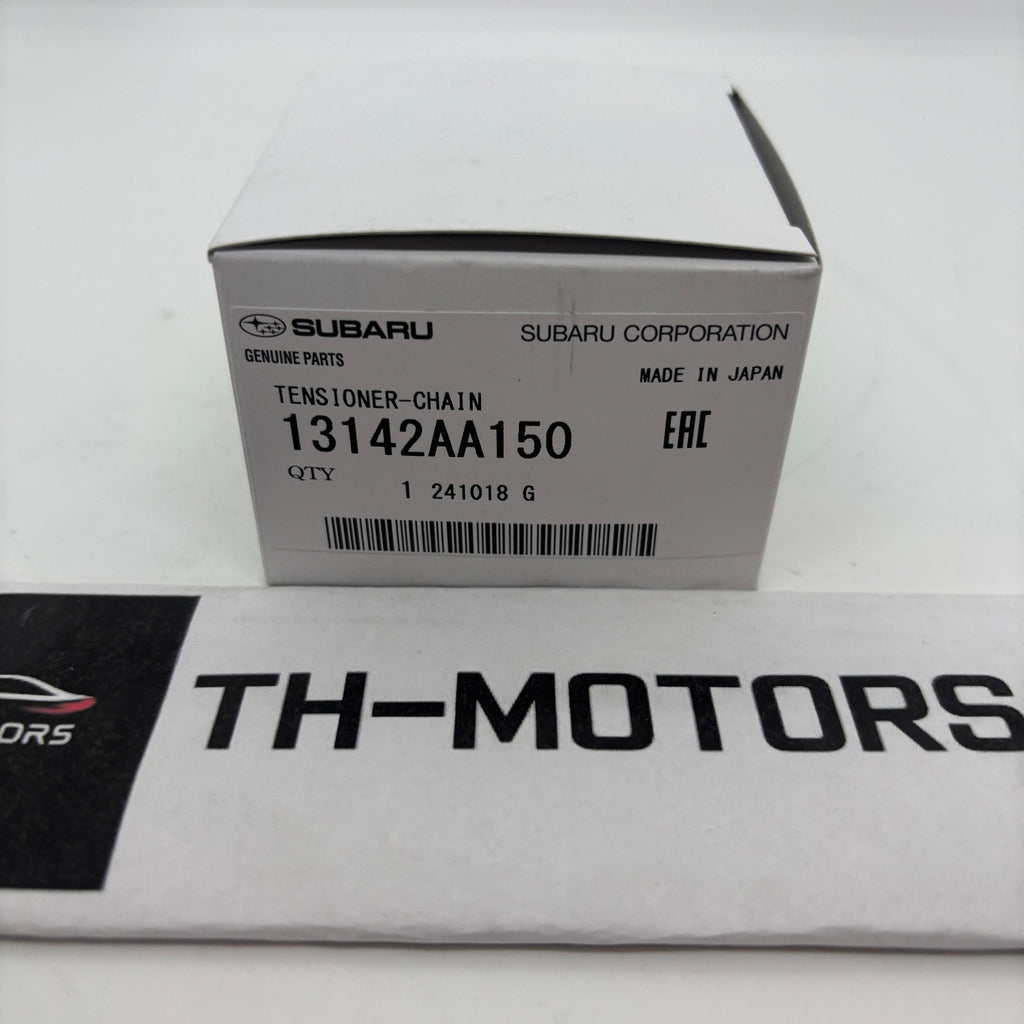 SUBARU SUBARU CORPORATION
GENUINE PARTS
MADE IN JAPAN
TENSIONER-CHAIN
13142AA150 EAC
QTY
1 241018 G
TH-MOTORS
ORS